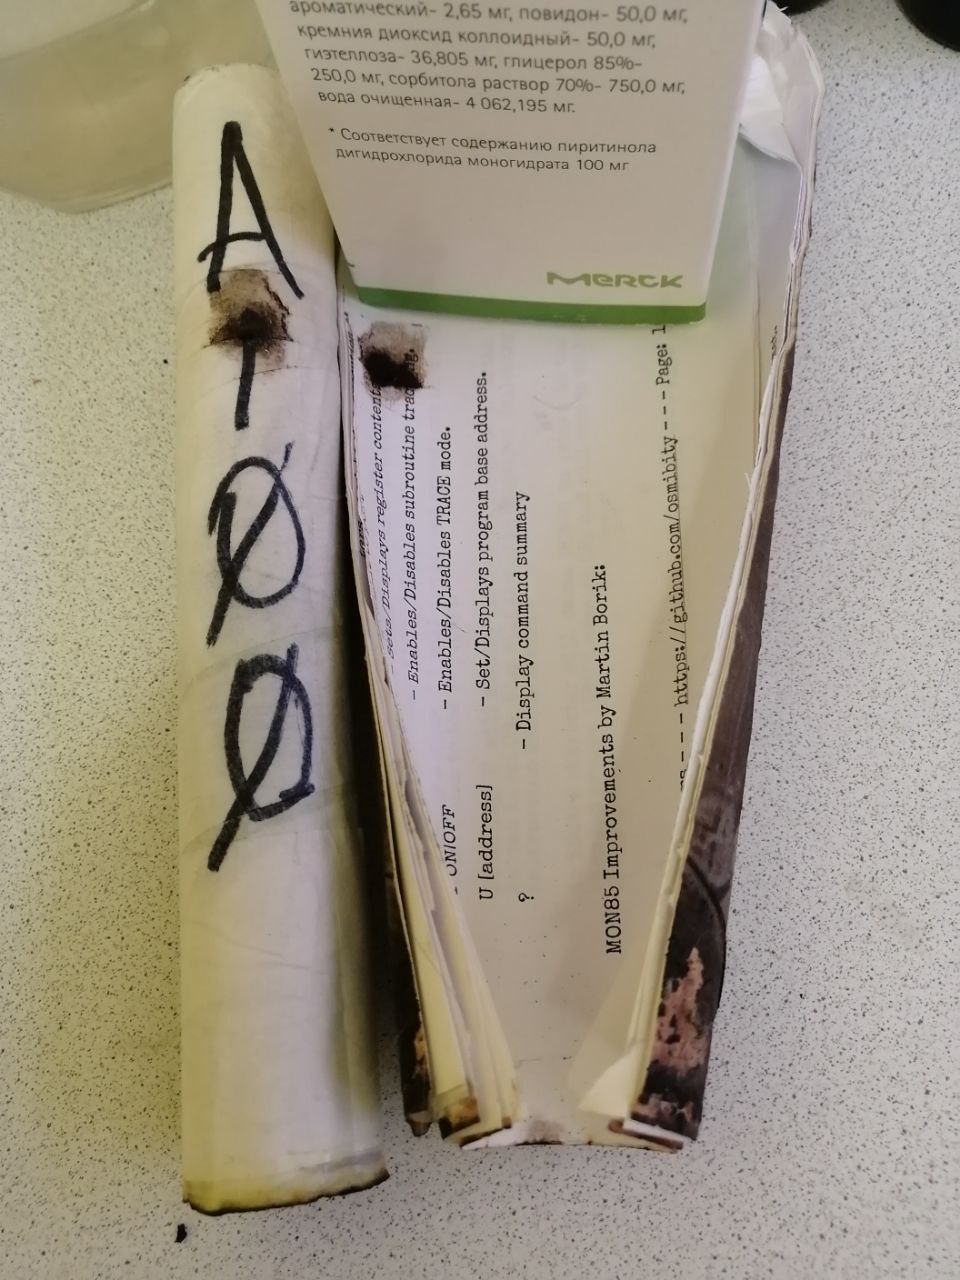 ароматический- 2,65 мг, повидон- 50,0 мг,
кремния диоксид коллоидный- 50,0 мг,
гиэтеллоза- 36,805 мг, глицерол 85%-
250,0 мг, сорбитола раствор 70%- 750,0 мг,
вода очищенная- 4 062,195 мг.
* Соответствует содержанию пиритинола
дигидрохлорида моногидрата 100 мг
MERCK
AT00
- Sets/Displays register content
- Enables/Disables subroutine
ON/OFF - Enables/Disables TRACE mode.
U [address] - Set/Displays program base address.
? - Display command summary
MON85 Improvements by Martin Borik:
- - - https://github.com/osmibity - - - Page: 1